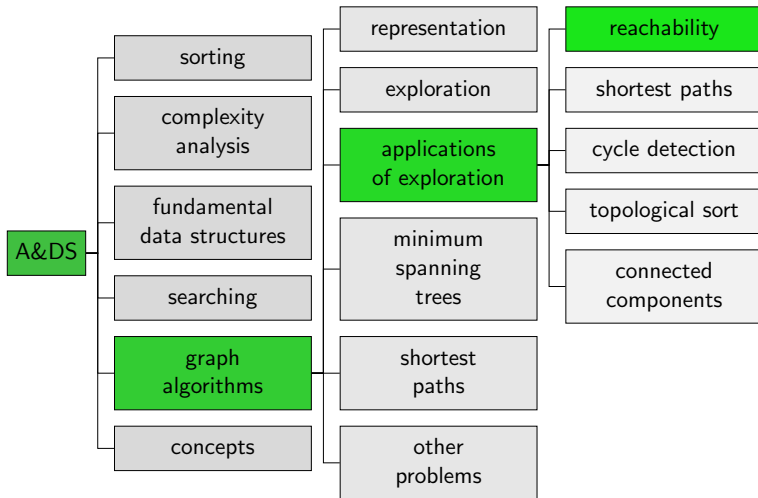 A&DS
sorting
complexity
analysis
fundamental
data structures
searching
graph
algorithms
concepts
representation
exploration
applications
of exploration
minimum
spanning
trees
shortest
paths
other
problems
reachability
shortest paths
cycle detection
topological sort
connected
components